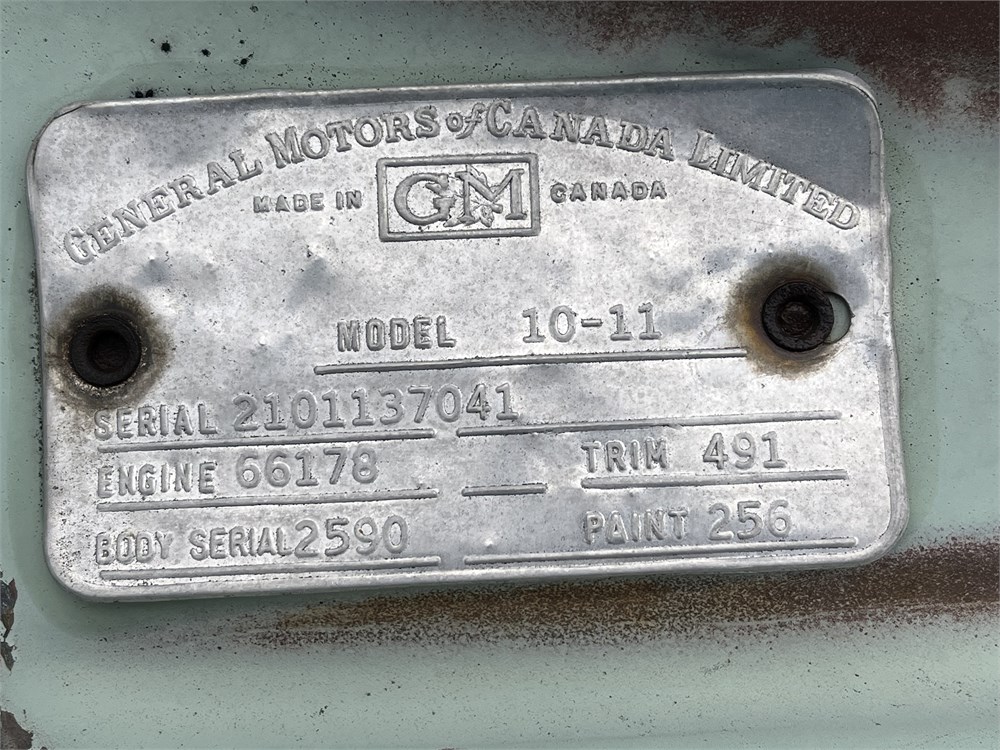 GENERAL MOTORS of CANADA LIMITED
MADE IN GM CANADA
MODEL 10-11
SERIAL 2101137041
ENGINE 66178 TRIM 491
BODY SERIAL 2590 PAINT 256